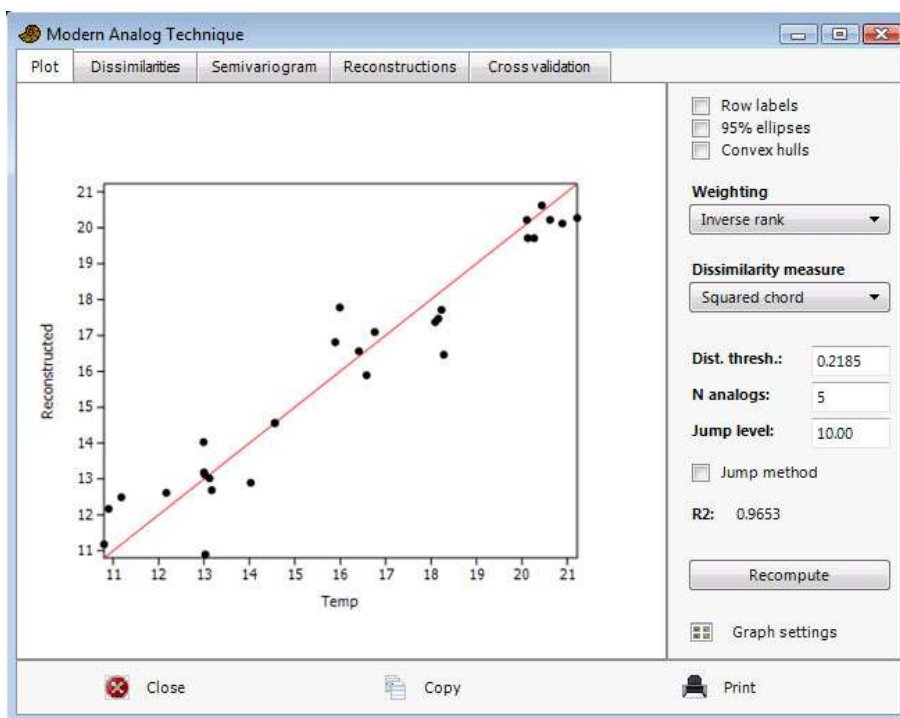 Modern Analog Technique
Plot Dissimilarities Semivariogram Reconstructions Cross validation
Row labels
95% ellipses
Convex hulls
Weighting
Inverse rank
Dissimilarity measure
Squared chord
Dist. thresh.: 0.2185
N analogs: 5
Jump level: 10.00
Jump method
R2: 0.9653
Recompute
Graph settings
21
20
19
18
17
16
15
14
13
12
11
Reconstructed
11 12 13 14 15 16 17 18 19 20 21
Temp
Close Copy Print